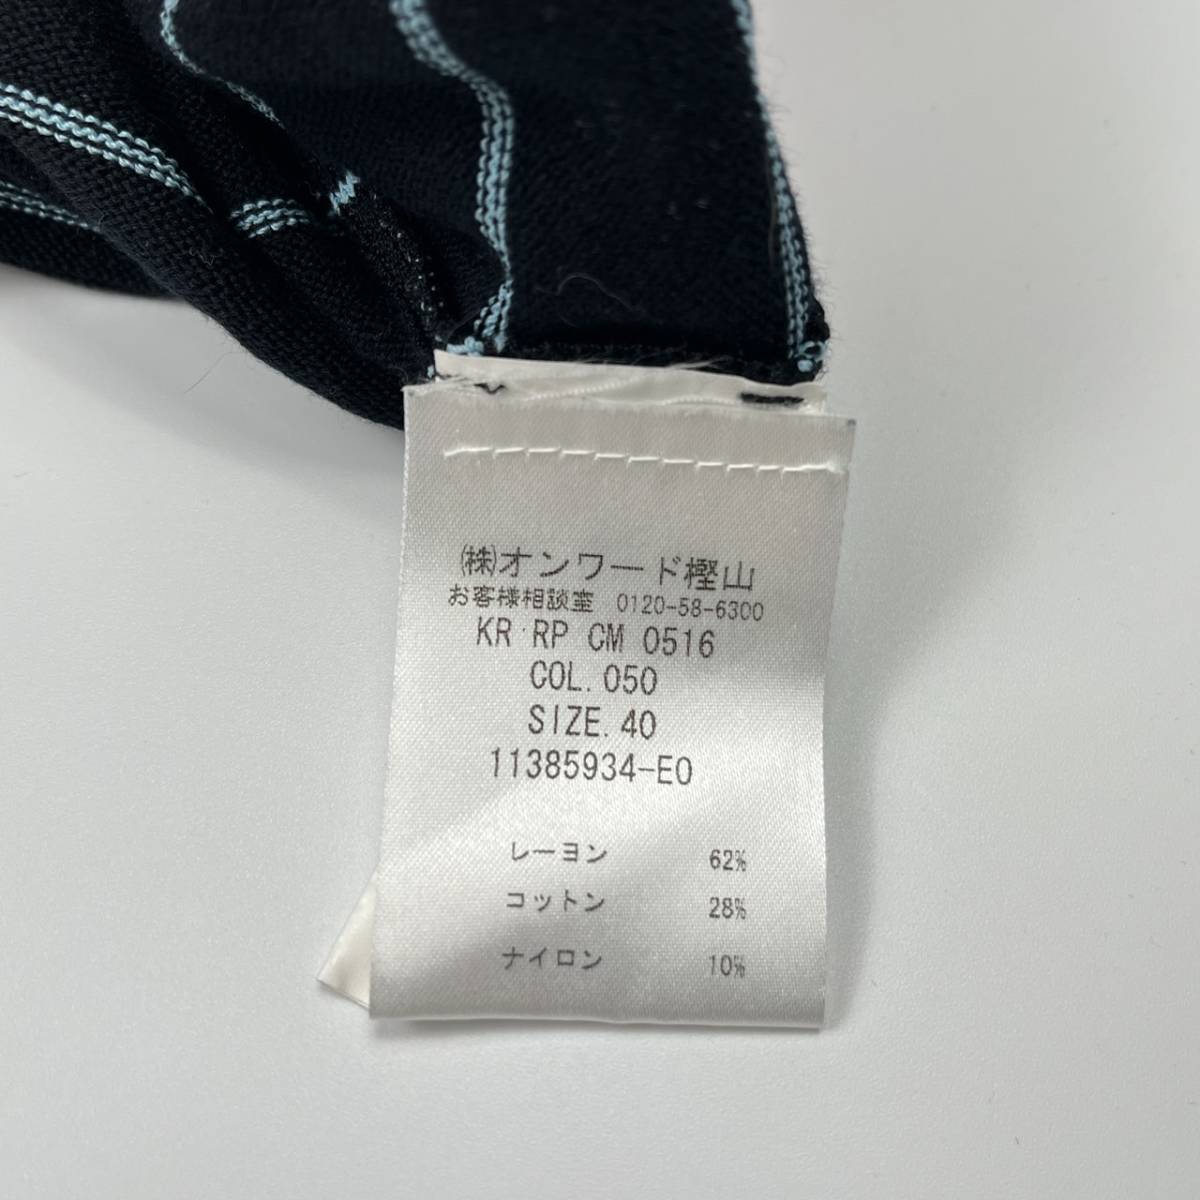 ㈱オンワード樫山
お客様相談室 0120-58-6300
KR RP CM 0516
COL.050
SIZE.40
11385934-E0
レーヨン 62%
コットン 28%
ナイロン 10%